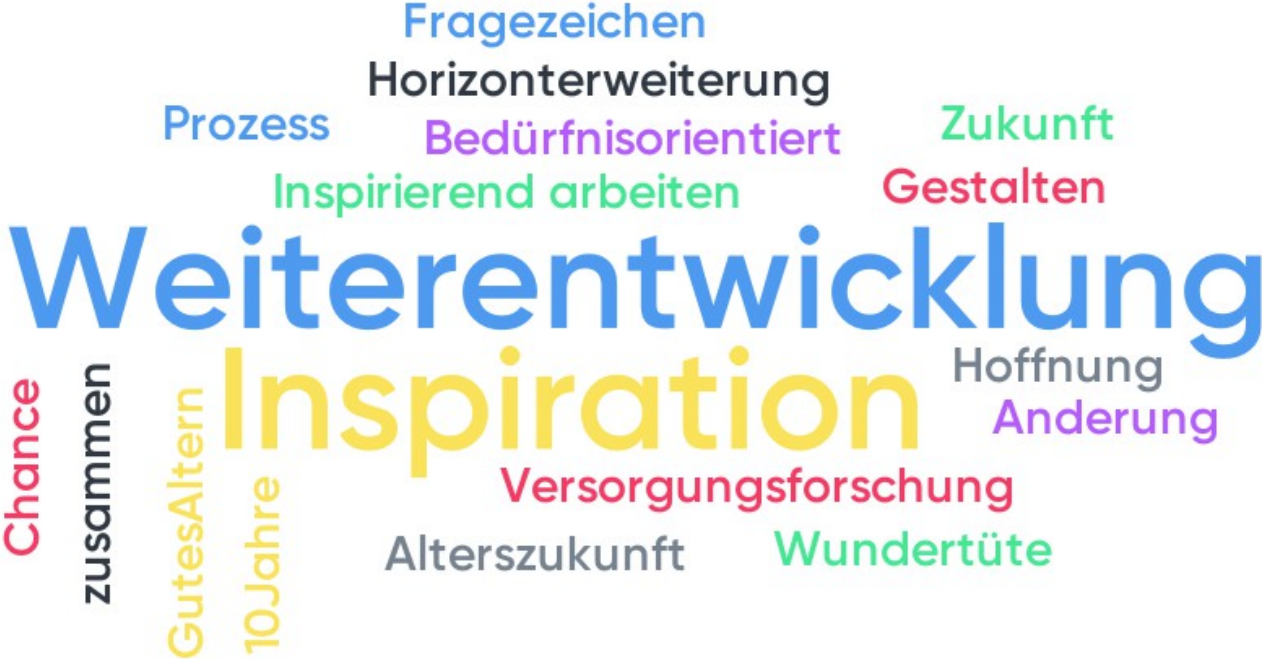 Fragezeichen
Horizonterweiterung
Prozess
Bedürfnisorientiert
Zukunft
Inspirierend arbeiten
Gestalten
Weiterentwicklung
Inspiration
Hoffnung
Anderung
Chance
zusammen
GutesAltern
10Jahre
Versorgungsforschung
Alterszukunft
Wundertüte